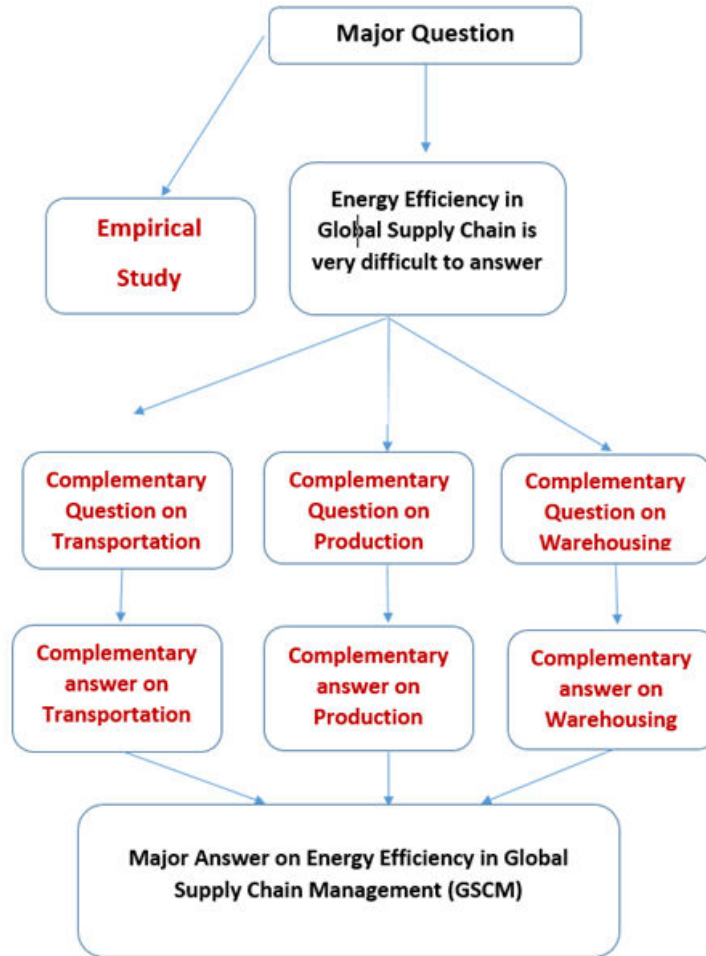 Major Question
Empirical
Study
Energy Efficiency in
Global Supply Chain is
very difficult to answer
Complementary
Question on
Transportation
Complementary
Question on
Production
Complementary
Question on
Warehousing
Complementary
answer on
Transportation
Complementary
answer on
Production
Complementary
answer on
Warehousing
Major Answer on Energy Efficiency in Global
Supply Chain Management (GSCM)